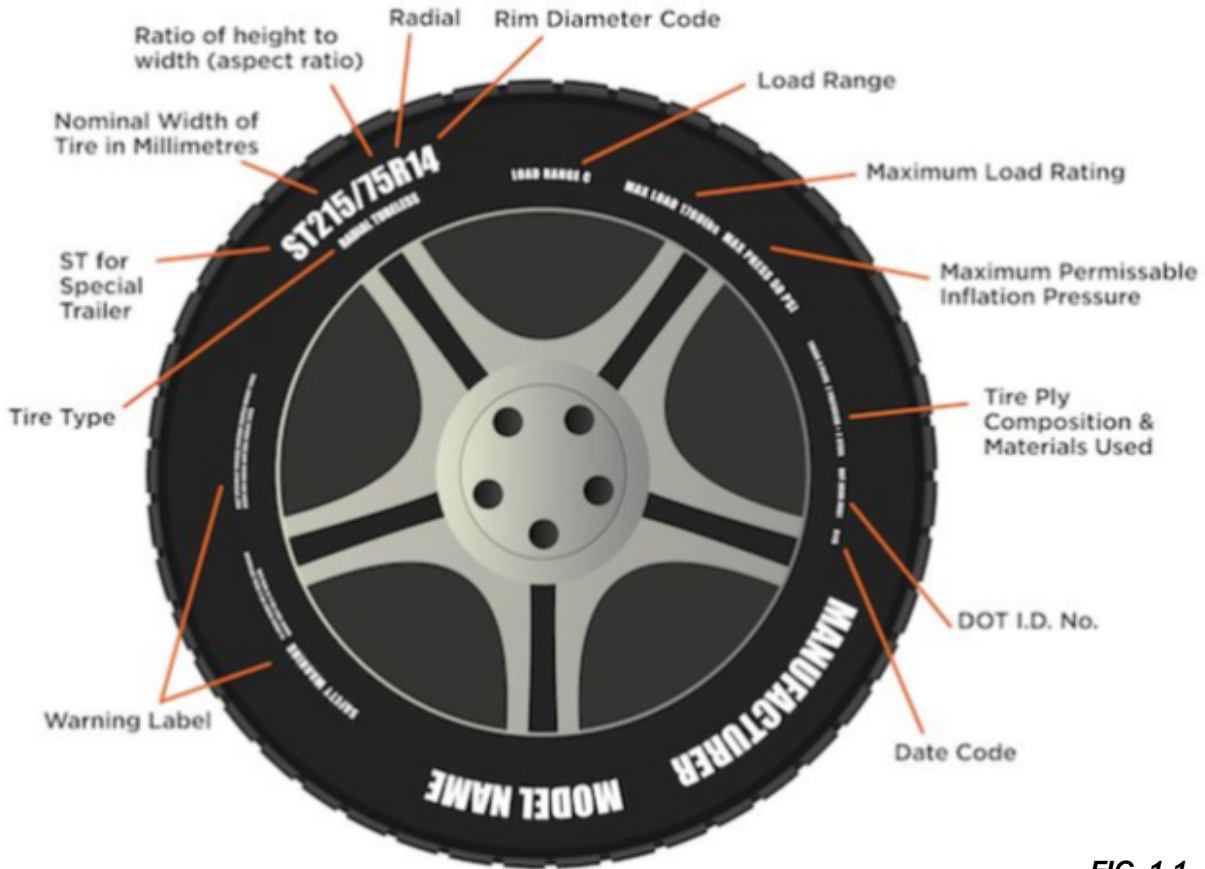 Radial
Rim Diameter Code
Ratio of height to
width (aspect ratio)
Load Range
Nominal Width of
Tire in Millimetres
Maximum Load Rating
ST for
Special
Trailer
Maximum Permissable
Inflation Pressure
Tire Type
Tire Ply
Composition &
Materials Used
DOT I.D. No.
Warning Label
Date Code
ST215/75R14
RADIAL TUBELESS
LOAD RANGE C
MAX LOAD 1760lbs MAX PRESS 50 PSI
SAFETY WARNING
MANUFACTURER
MODEL NAME
FIG. 1-1